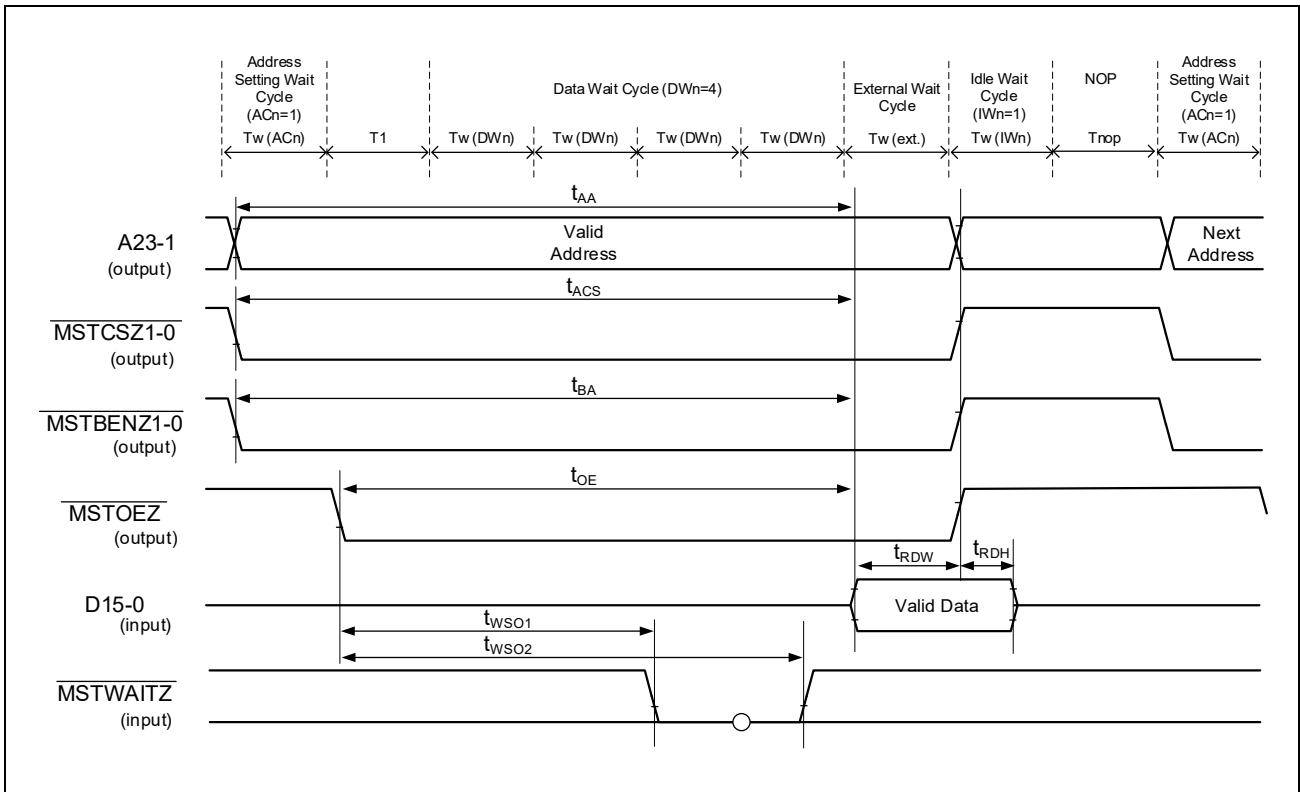 Address
Setting Wait
Cycle
(ACn=1)
Data Wait Cycle (DWn=4)
External Wait
Cycle
Idle Wait
Cycle
(IWn=1)
NOP
Address
Setting Wait
Cycle
(ACn=1)
Tw (ACn) T1 Tw (DWn) Tw (DWn) Tw (DWn) Tw (DWn) Tw (ext.) Tw (IWn) Tnop Tw (ACn)
tAA
A23-1
(output)
Valid
Address
Next
Address
tACS
MSTCSZ1-0
(output)
tBA
MSTBENZ1-0
(output)
tOE
MSTOEZ
(output)
tRDW tRDH
D15-0
(input)
Valid Data
tWSO1
tWSO2
MSTWAITZ
(input)